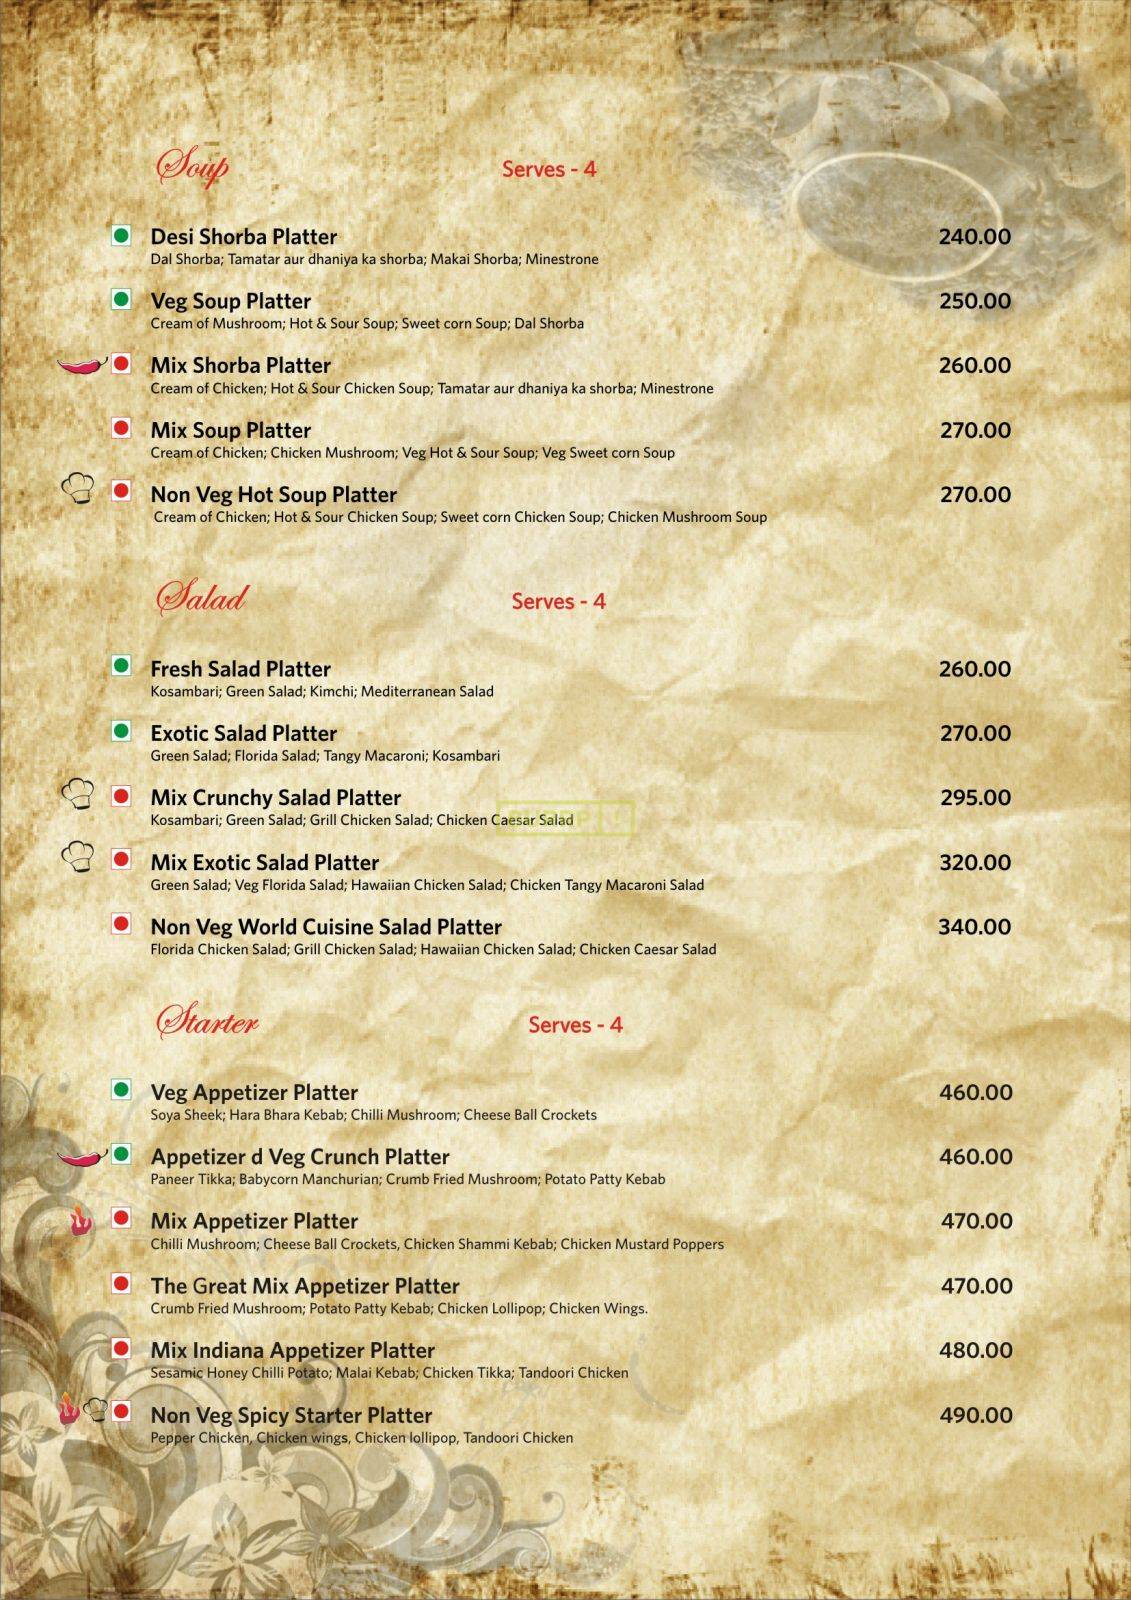 Soup Serves - 4
Desi Shorba Platter 240.00
Dal Shorba; Tamatar aur dhaniya ka shorba; Makai Shorba; Minestrone
Veg Soup Platter 250.00
Cream of Mushroom; Hot & Sour Soup; Sweet corn Soup; Dal Shorba
Mix Shorba Platter 260.00
Cream of Chicken; Hot & Sour Chicken Soup; Tamatar aur dhaniya ka shorba; Minestrone
Mix Soup Platter 270.00
Cream of Chicken; Chicken Mushroom; Veg Hot & Sour Soup; Veg Sweet corn Soup
Non Veg Hot Soup Platter 270.00
Cream of Chicken; Hot & Sour Chicken Soup; Sweet corn Chicken Soup; Chicken Mushroom Soup
Salad Serves - 4
Fresh Salad Platter 260.00
Kosambari; Green Salad; Kimchi; Mediterranean Salad
Exotic Salad Platter 270.00
Green Salad; Florida Salad; Tangy Macaroni; Kosambari
Mix Crunchy Salad Platter 295.00
Kosambari; Green Salad; Grill Chicken Salad; Chicken Caesar Salad
Mix Exotic Salad Platter 320.00
Green Salad; Veg Florida Salad; Hawaiian Chicken Salad; Chicken Tangy Macaroni Salad
Non Veg World Cuisine Salad Platter 340.00
Florida Chicken Salad; Grill Chicken Salad; Hawaiian Chicken Salad; Chicken Caesar Salad
Starter Serves - 4
Veg Appetizer Platter 460.00
Soya Sheek; Hara Bhara Kebab; Chilli Mushroom; Cheese Ball Crockets
Appetizer d Veg Crunch Platter 460.00
Paneer Tikka; Babycorn Manchurian; Crumb Fried Mushroom; Potato Patty Kebab
Mix Appetizer Platter 470.00
Chilli Mushroom; Cheese Ball Crockets, Chicken Shammi Kebab; Chicken Mustard Poppers
The Great Mix Appetizer Platter 470.00
Crumb Fried Mushroom; Potato Patty Kebab; Chicken Lollipop; Chicken Wings.
Mix Indiana Appetizer Platter 480.00
Sesamic Honey Chilli Potato; Malai Kebab; Chicken Tikka; Tandoori Chicken
Non Veg Spicy Starter Platter 490.00
Pepper Chicken, Chicken wings, Chicken lollipop, Tandoori Chicken